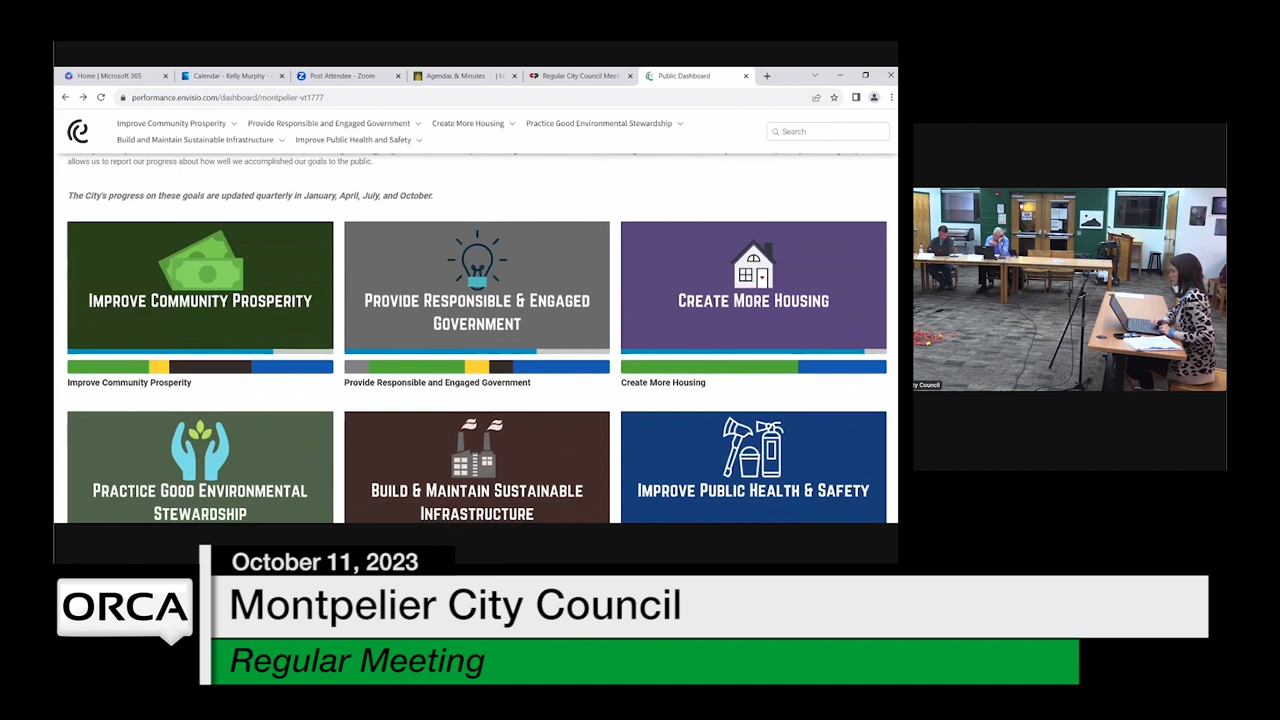 Home | Microsoft 365
Calendar - Kelly Murphy -
Post Attendee - Zoom
Agendas & Minutes | M
Regular City Council Meeti
Public Dashboard
performance.envisio.com/dashboard/montpelier-vt1777
Improve Community Prosperity
Provide Responsible and Engaged Government
Create More Housing
Practice Good Environmental Stewardship
Build and Maintain Sustainable Infrastructure
Improve Public Health and Safety
Search
allows us to report our progress about how well we accomplished our goals to the public.
The City's progress on these goals are updated quarterly in January, April, July, and October.
IMPROVE COMMUNITY PROSPERITY
PROVIDE RESPONSIBLE & ENGAGED
GOVERNMENT
CREATE MORE HOUSING
Improve Community Prosperity
Provide Responsible and Engaged Government
Create More Housing
PRACTICE GOOD ENVIRONMENTAL
STEWARDSHIP
BUILD & MAINTAIN SUSTAINABLE
INFRASTRUCTURE
IMPROVE PUBLIC HEALTH & SAFETY
ty Council
October 11, 2023
ORCA
Montpelier City Council
Regular Meeting